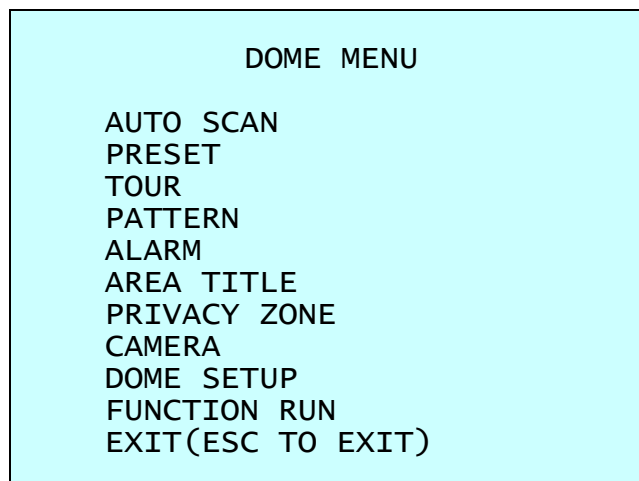 DOME MENU
AUTO SCAN
PRESET
TOUR
PATTERN
ALARM
AREA TITLE
PRIVACY ZONE
CAMERA
DOME SETUP
FUNCTION RUN
EXIT(ESC TO EXIT)